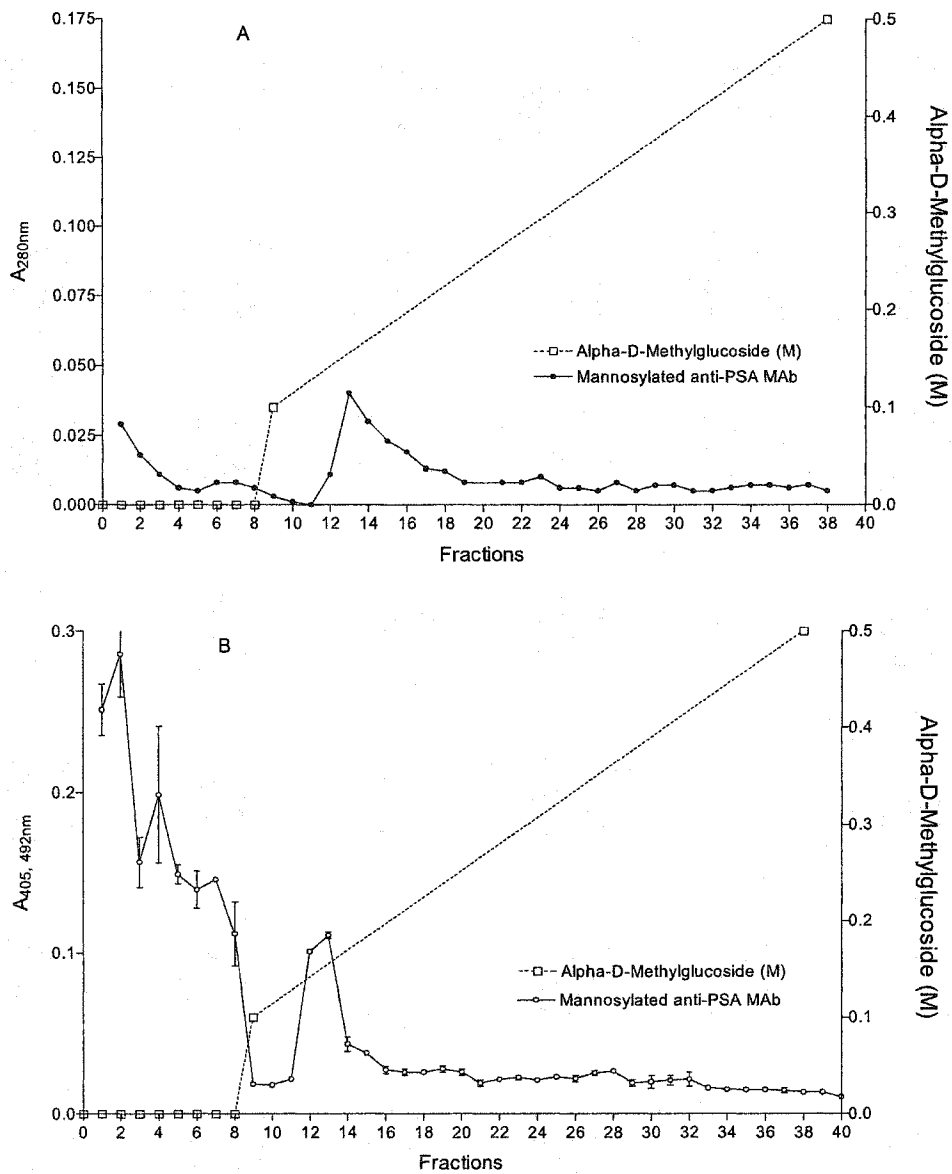 A
0.175
0.150
0.125
0.100
0.075
0.050
0.025
0.000
A280nm
0.5
0.4
0.3
0.2
0.1
0.0
Alpha-D-Methylglucoside (M)
Alpha-D-Methylglucoside (M)
Mannosylated anti-PSA MAb
0 2 4 6 8 10 12 14 16 18 20 22 24 26 28 30 32 34 36 38 40
Fractions
B
0.3
0.2
0.1
0.0
A405, 492nm
0.5
0.4
0.3
0.2
0.1
0.0
Alpha-D-Methylglucoside (M)
Alpha-D-Methylglucoside (M)
Mannosylated anti-PSA MAb
0 2 4 6 8 10 12 14 16 18 20 22 24 26 28 30 32 34 36 38 40
Fractions